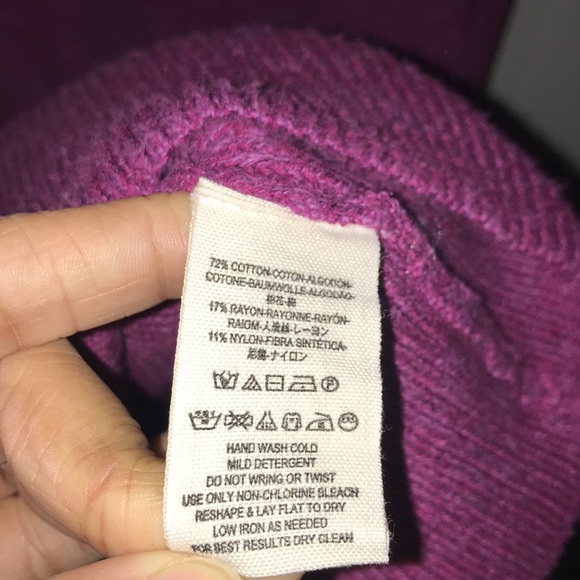 72% COTTON-COTON-ALGODÓN-
COTONE-BAUMWOLLE-ALGODÃO-
棉花-綿
17% RAYON-RAYONNE-RAYÓN-
RAIOM-人造絲-レーヨン
11% NYLON-FIBRA SINTÉTICA-
尼龍-ナイロン
HAND WASH COLD
MILD DETERGENT
DO NOT WRING OR TWIST
USE ONLY NON-CHLORINE BLEACH
RESHAPE & LAY FLAT TO DRY
LOW IRON AS NEEDED
FOR BEST RESULTS DRY CLEAN